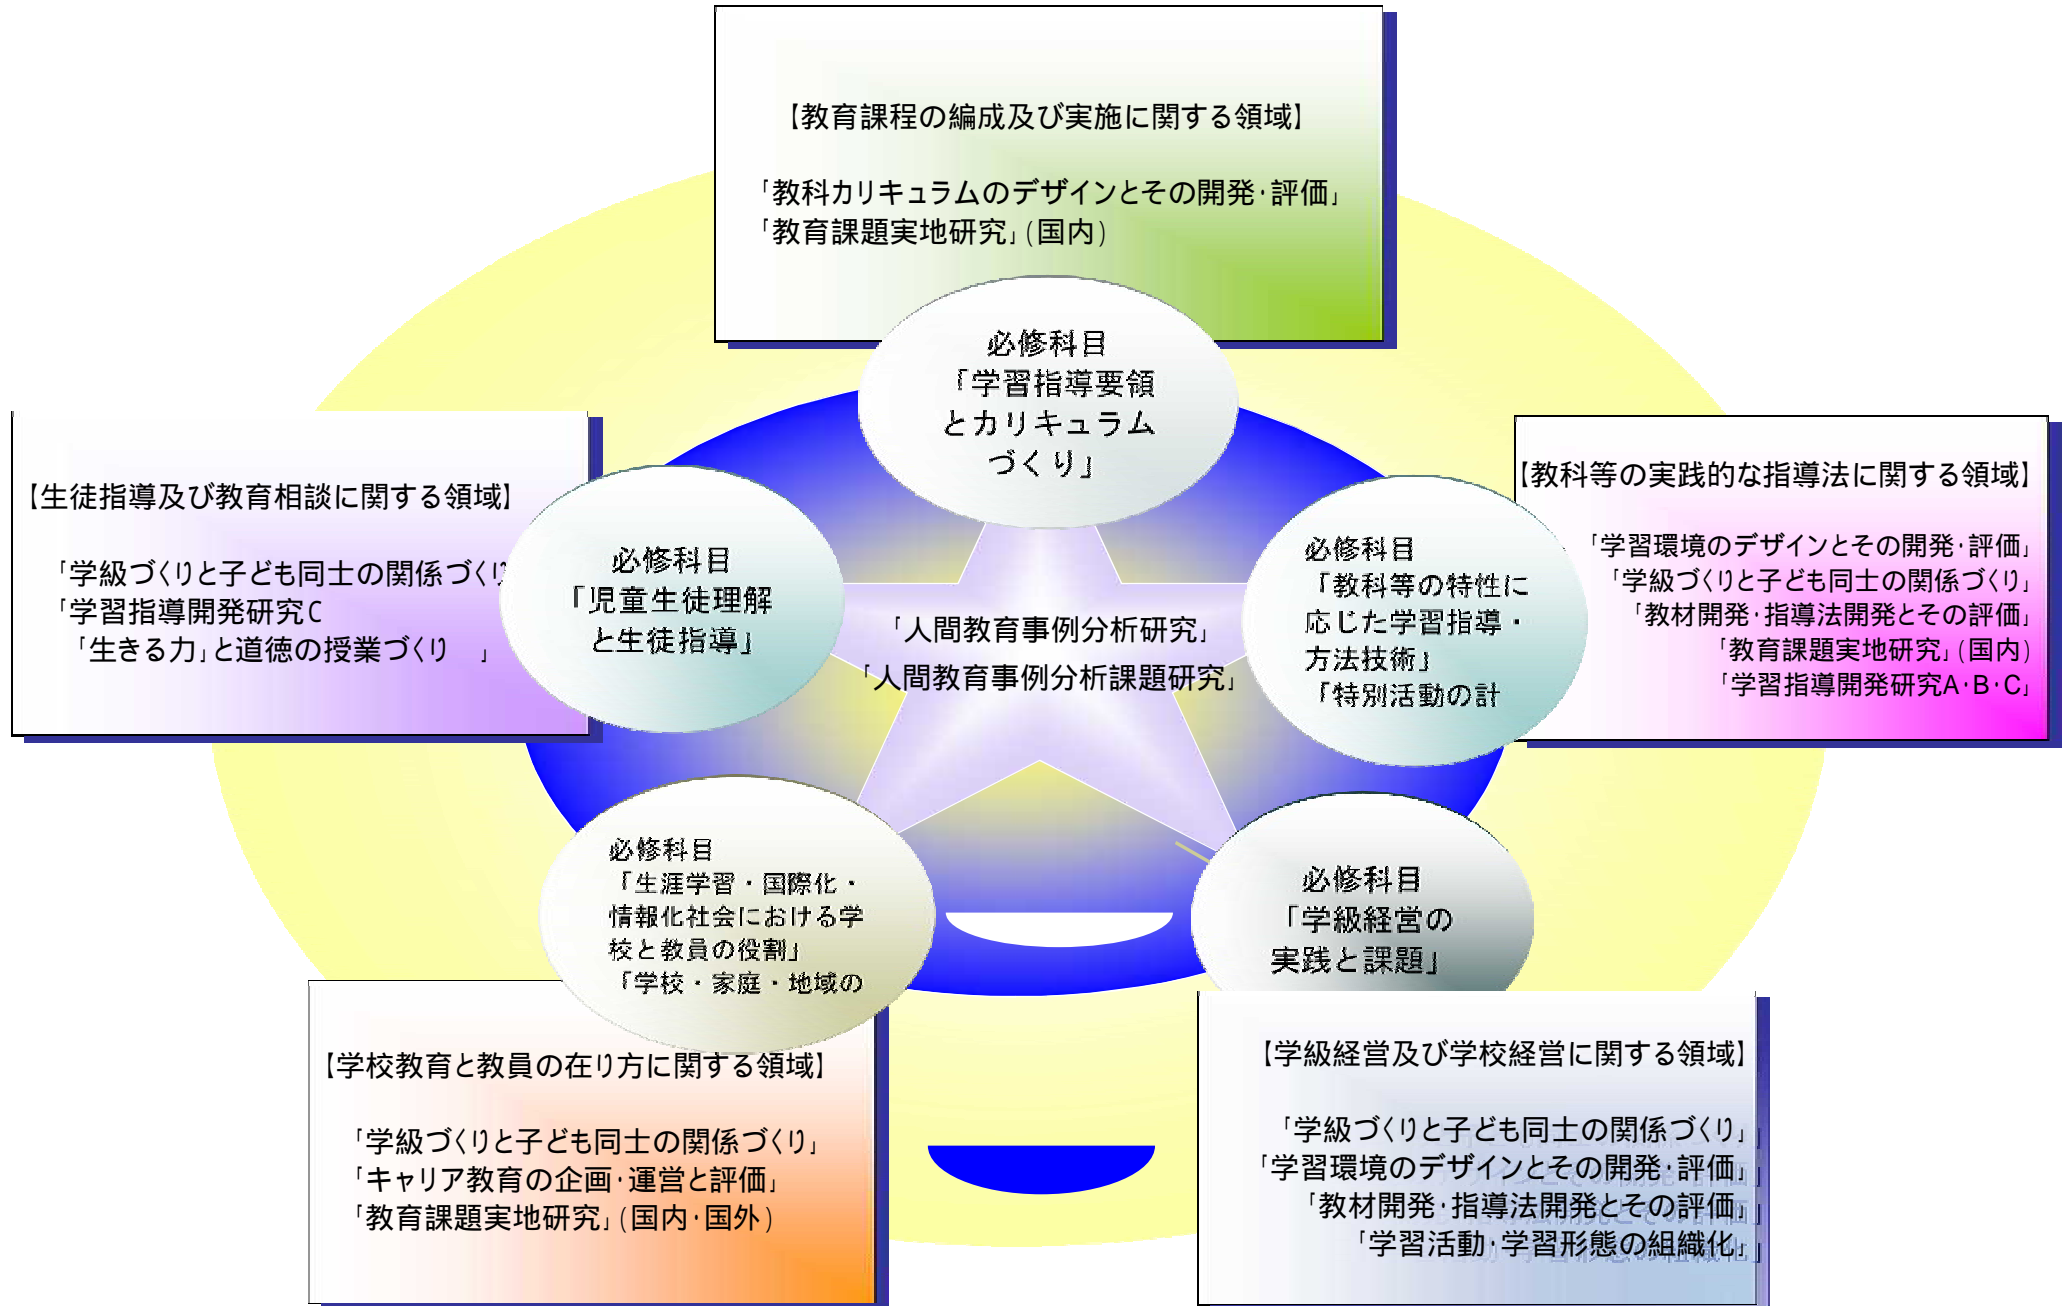 【教育課程の編成及び実施に関する領域】
「教科カリキュラムのデザインとその開発・評価」
「教育課題実地研究」(国内)
必修科目
「学習指導要領
とカリキュラム
づくり」
【生徒指導及び教育相談に関する領域】
「学級づくりと子ども同士の関係づくり
「学習指導開発研究C
「生きる力」と道徳の授業づくり 」
必修科目
「児童生徒理解
と生徒指導」
「人間教育事例分析研究」
「人間教育事例分析課題研究」
必修科目
「教科等の特性に
応じた学習指導・
方法技術」
「特別活動の計
【教科等の実践的な指導法に関する領域】
「学習環境のデザインとその開発・評価」
「学級づくりと子ども同士の関係づくり」
「教材開発・指導法開発とその評価」
「教育課題実地研究」(国内)
「学習指導開発研究A・B・C」
必修科目
「生涯学習・国際化・
情報化社会における学
校と教員の役割」
「学校・家庭・地域の
【学校教育と教員の在り方に関する領域】
「学級づくりと子ども同士の関係づくり」
「キャリア教育の企画・運営と評価」
「教育課題実地研究」(国内・国外)
必修科目
「学級経営の
実践と課題」
【学級経営及び学校経営に関する領域】
「学級づくりと子ども同士の関係づくり」
「学習環境のデザインとその開発・評価」
「教材開発・指導法開発とその評価」
「学習活動・学習形態の組織化」